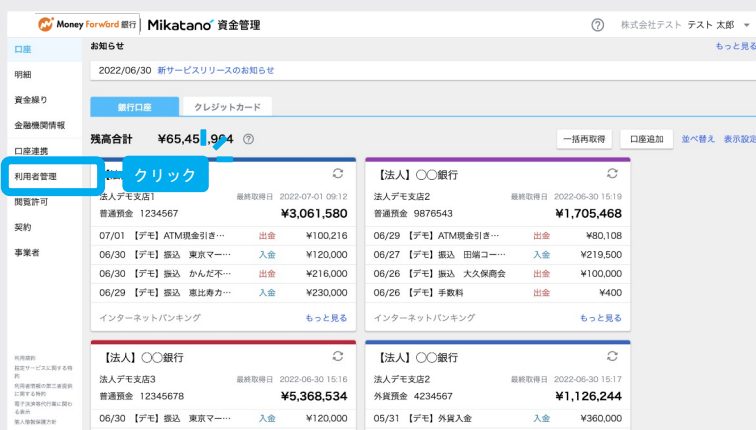 Money Forward 銀行 Mikatano 資金管理
株式会社テスト テスト 太郎
口座
明細
資金繰り
金融機関情報
口座連携
利用者管理
閲覧許可
契約
事業者
クリック
お知らせ
もっと見る
2022/06/30 新サービスリリースのお知らせ
銀行口座 クレジットカード
残高合計
一括再取得 口座追加 並べ替え 表示設定
法人デモ支店1 最終取得日 2022-07-01 09:12
普通預金 1234567 ¥3,061,580
07/01 【デモ】ATM現金引き… 出金 ¥100,216
06/30 【デモ】振込 東京マー… 入金 ¥120,000
06/30 【デモ】振込 かんだ不… 出金 ¥216,000
06/29 【デモ】振込 恵比寿カ… 入金 ¥230,000
インターネットバンキング もっと見る
【法人】〇〇銀行
法人デモ支店2 最終取得日 2022-06-30 15:19
普通預金 9876543 ¥1,705,468
06/29 【デモ】ATM現金引き… 出金 ¥80,108
06/27 【デモ】振込 田端コー… 入金 ¥219,500
06/26 【デモ】振込 大久保商会 出金 ¥100,000
06/26 【デモ】手数料 出金 ¥400
インターネットバンキング もっと見る
【法人】〇〇銀行
法人デモ支店3 最終取得日 2022-06-30 15:16
普通預金 12345678 ¥5,368,534
06/30 【デモ】振込 東京マー… 入金 ¥120,000
【法人】〇〇銀行
法人デモ支店2 最終取得日 2022-06-30 15:17
外貨預金 4234567 ¥1,126,244
05/31 【デモ】外貨入金 入金 ¥360,000
利用規約
個人情報保護方針